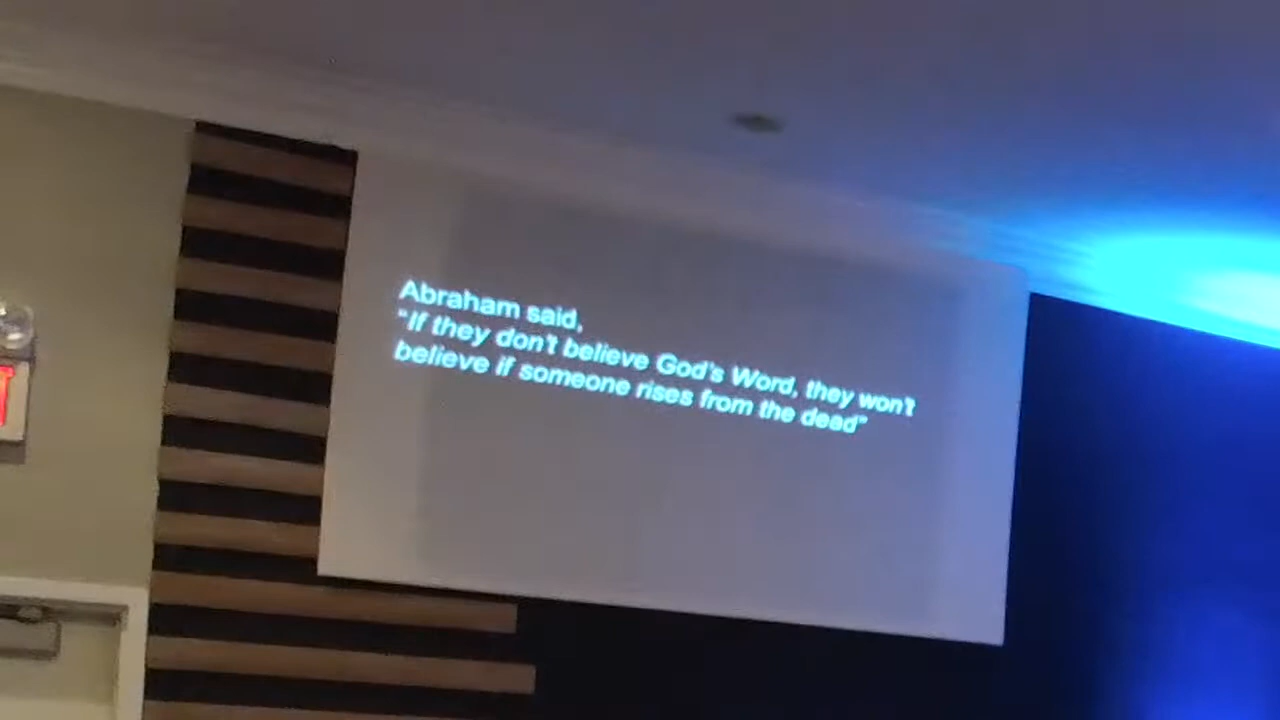 Abraham said,
"If they don't believe God's Word, they won't
believe if someone rises from the dead"